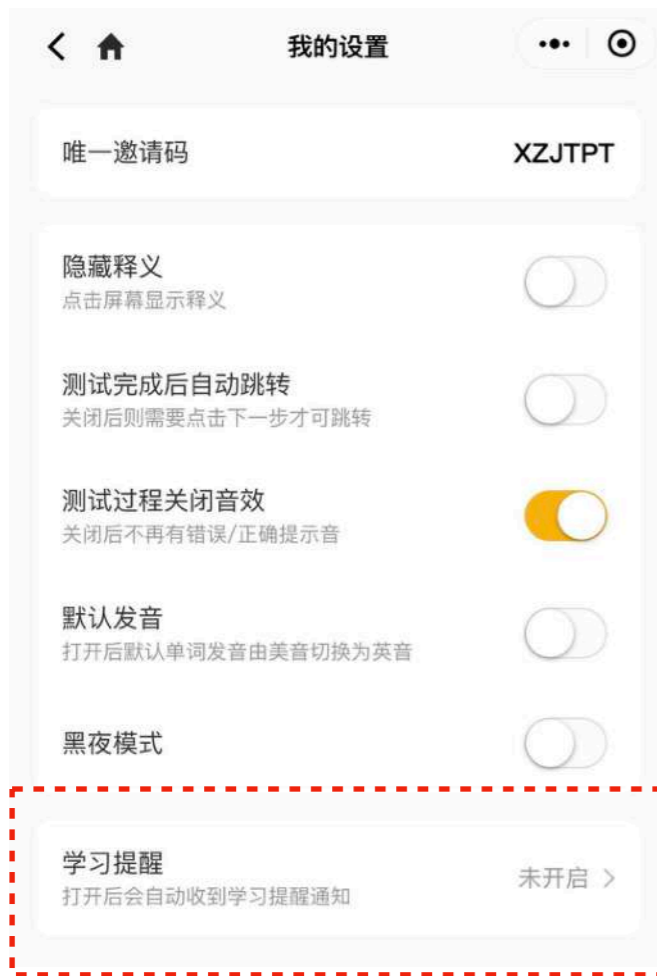 我的设置
唯一邀请码 XZJTPT
隐藏释义
点击屏幕显示释义
测试完成后自动跳转
关闭后则需要点击下一步才可跳转
测试过程关闭音效
关闭后不再有错误/正确提示音
默认发音
打开后默认单词发音由美音切换为英音
黑夜模式
学习提醒
打开后会自动收到学习提醒通知
未开启